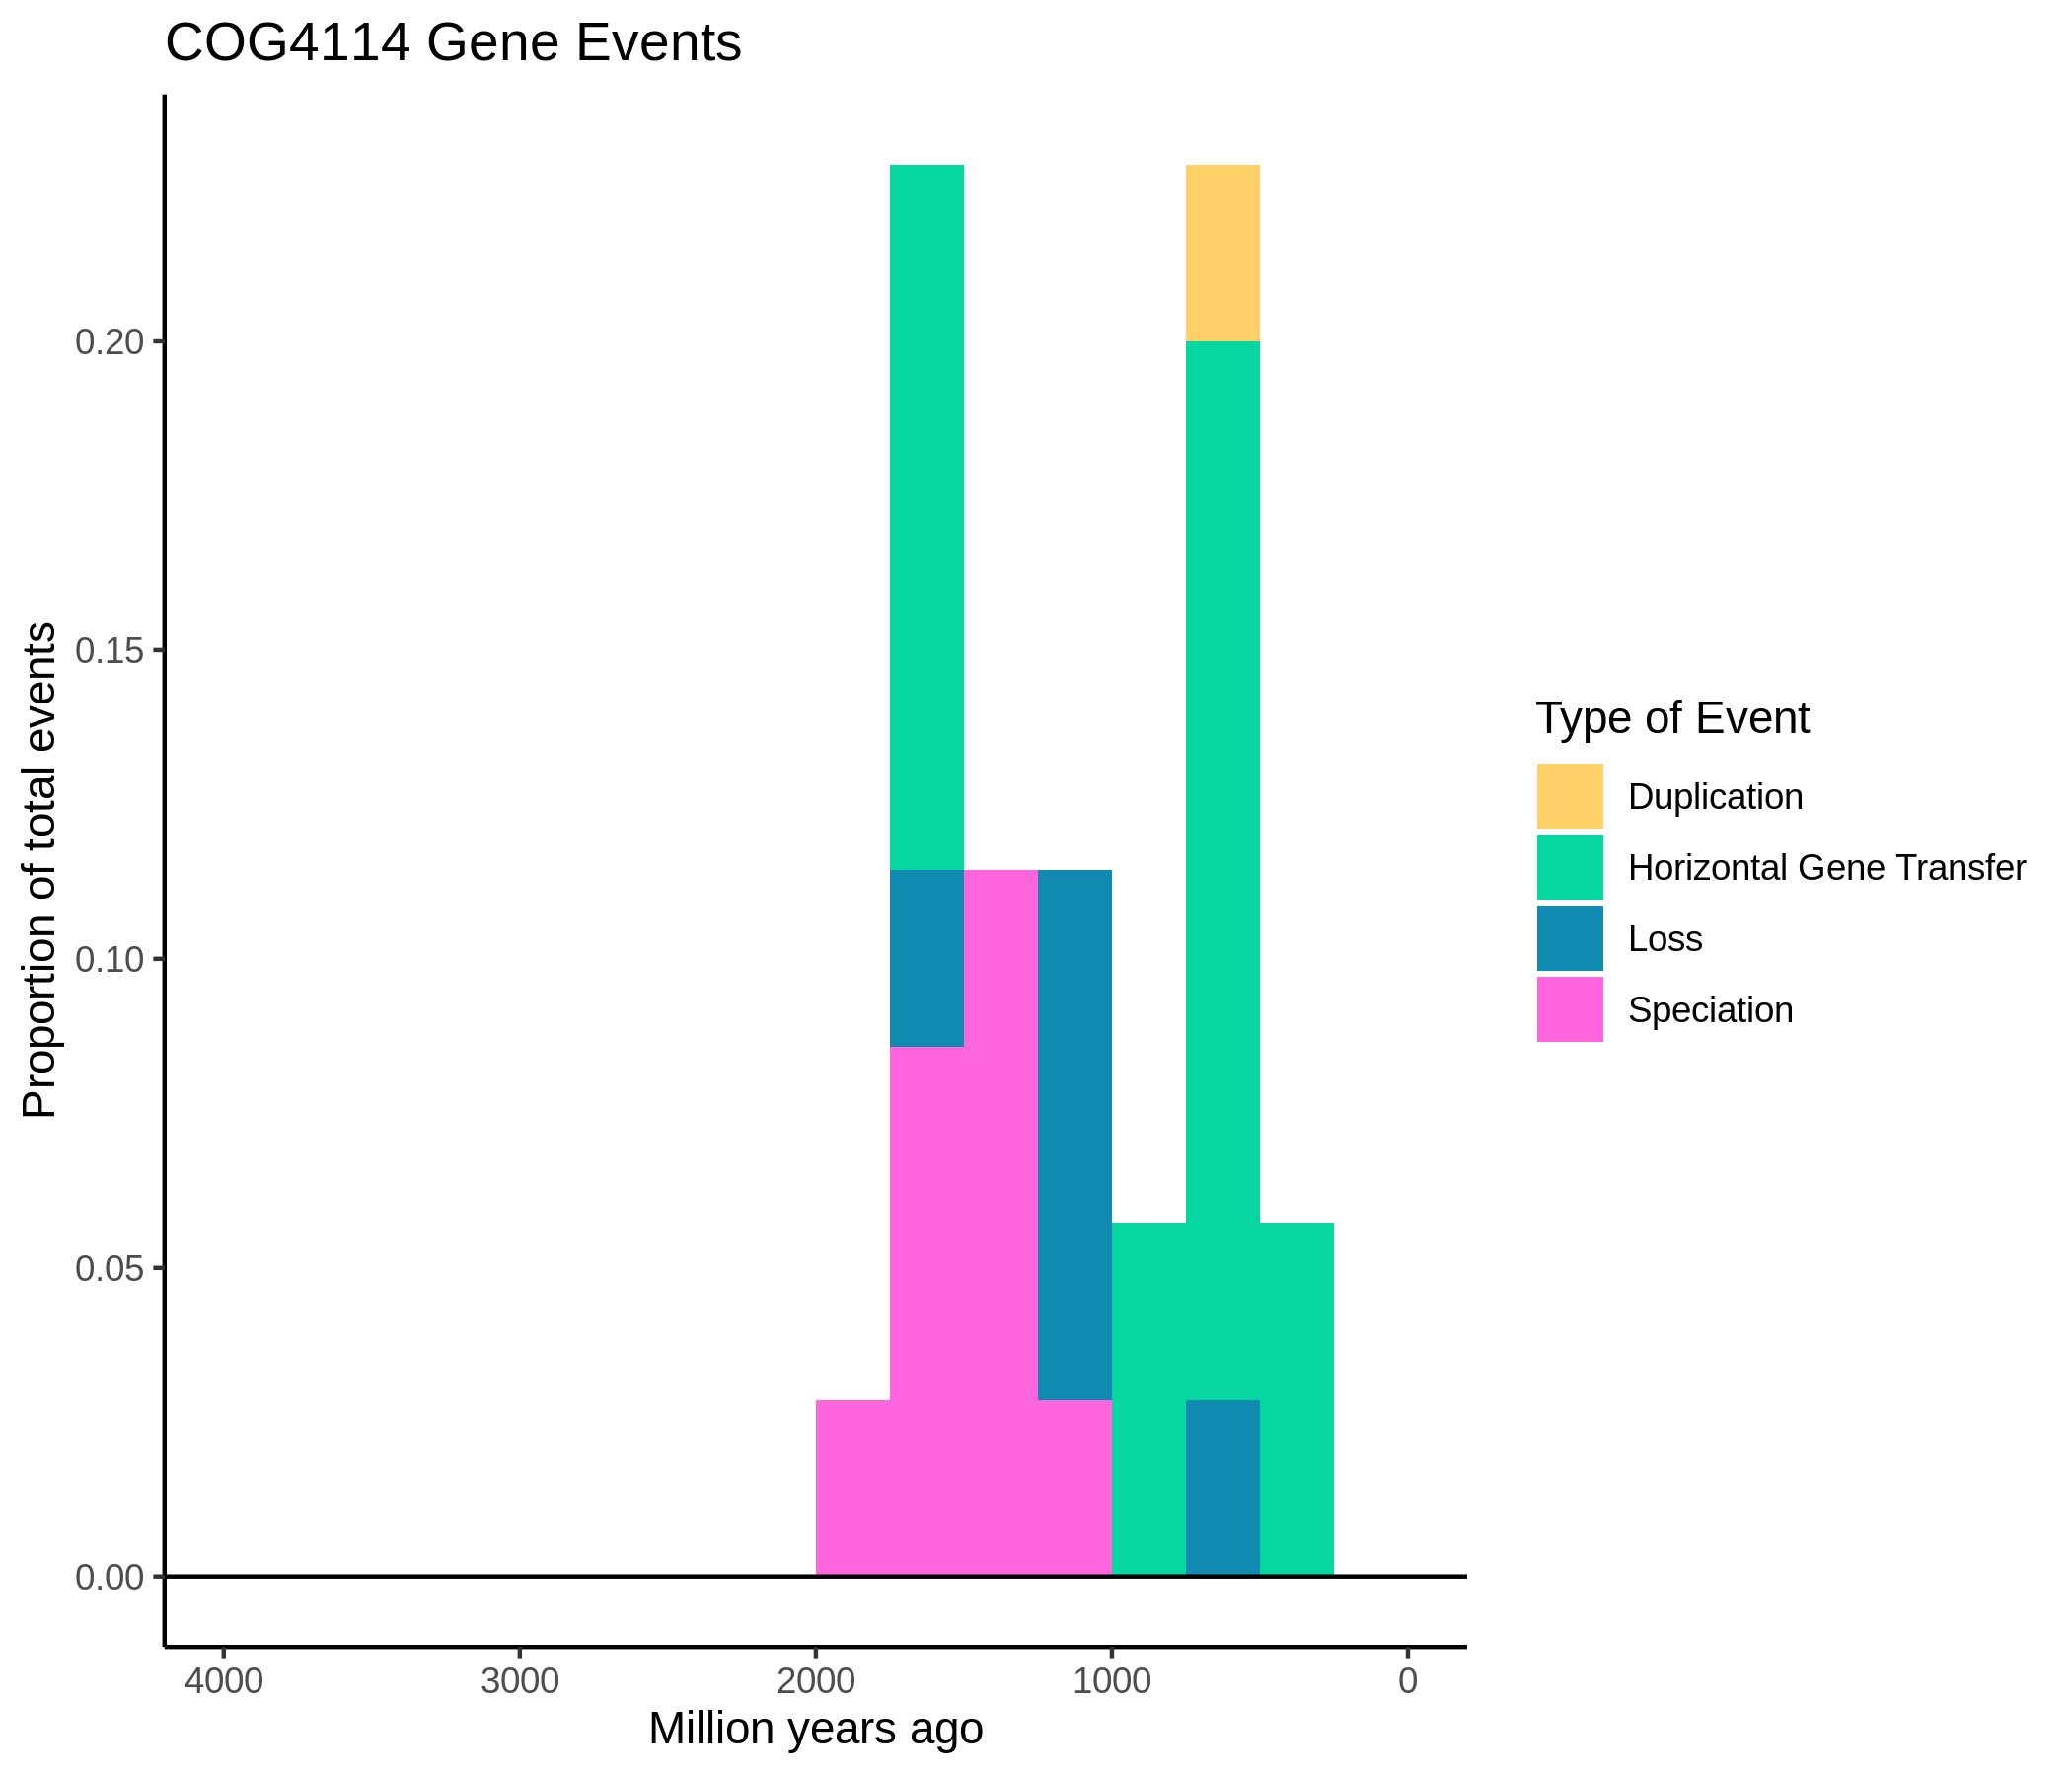 COG4114 Gene Events
Proportion of total events
0.20
0.15
0.10
0.05
0.00
4000 3000 2000 1000 0
Million years ago
Type of Event
Duplication
Horizontal Gene Transfer
Loss
Speciation